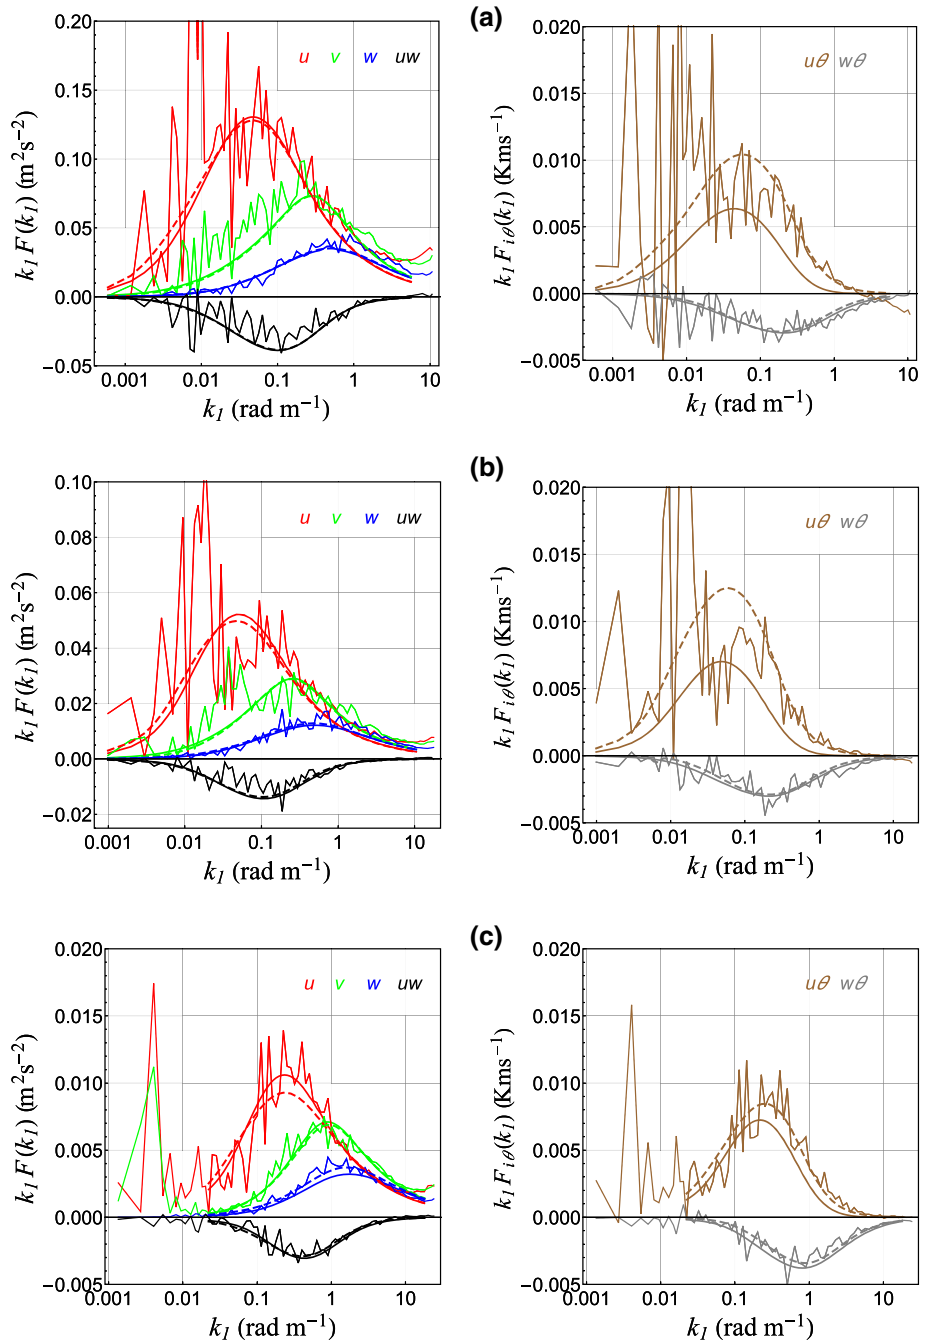 (a)
0.20
0.15
0.10
0.05
0.00
−0.05
k1 F(k1) (m²s⁻²)
u v w uw
0.001 0.01 0.1 1 10
k1 (rad m⁻¹)
0.020
0.015
0.010
0.005
0.000
−0.005
k1 Fiθ(k1) (Kms⁻¹)
uθ wθ
0.001 0.01 0.1 1 10
k1 (rad m⁻¹)
(b)
0.10
0.08
0.06
0.04
0.02
0.00
−0.02
k1 F(k1) (m²s⁻²)
u v w uw
0.001 0.01 0.1 1 10
k1 (rad m⁻¹)
0.020
0.015
0.010
0.005
0.000
−0.005
k1 Fiθ(k1) (Kms⁻¹)
uθ wθ
0.001 0.01 0.1 1 10
k1 (rad m⁻¹)
(c)
0.020
0.015
0.010
0.005
0.000
−0.005
k1 F(k1) (m²s⁻²)
u v w uw
0.001 0.01 0.1 1 10
k1 (rad m⁻¹)
0.020
0.015
0.010
0.005
0.000
−0.005
k1 Fiθ(k1) (Kms⁻¹)
uθ wθ
0.001 0.01 0.1 1 10
k1 (rad m⁻¹)